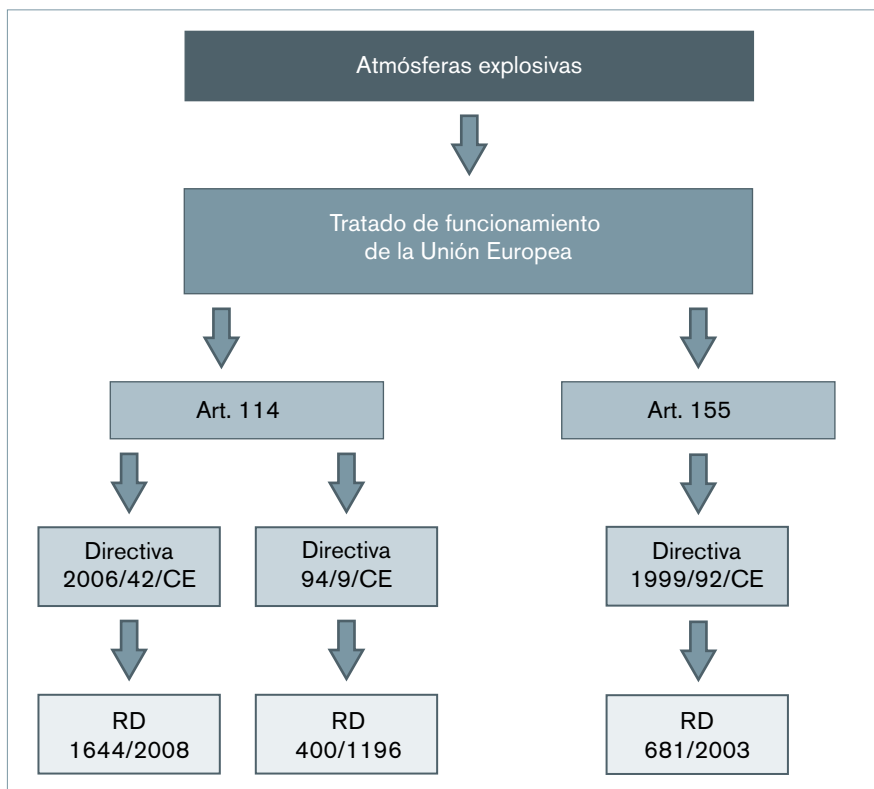 Atmósferas explosivas
Tratado de funcionamiento
de la Unión Europea
Art. 114
Art. 155
Directiva
2006/42/CE
Directiva
94/9/CE
Directiva
1999/92/CE
RD
1644/2008
RD
400/1196
RD
681/2003